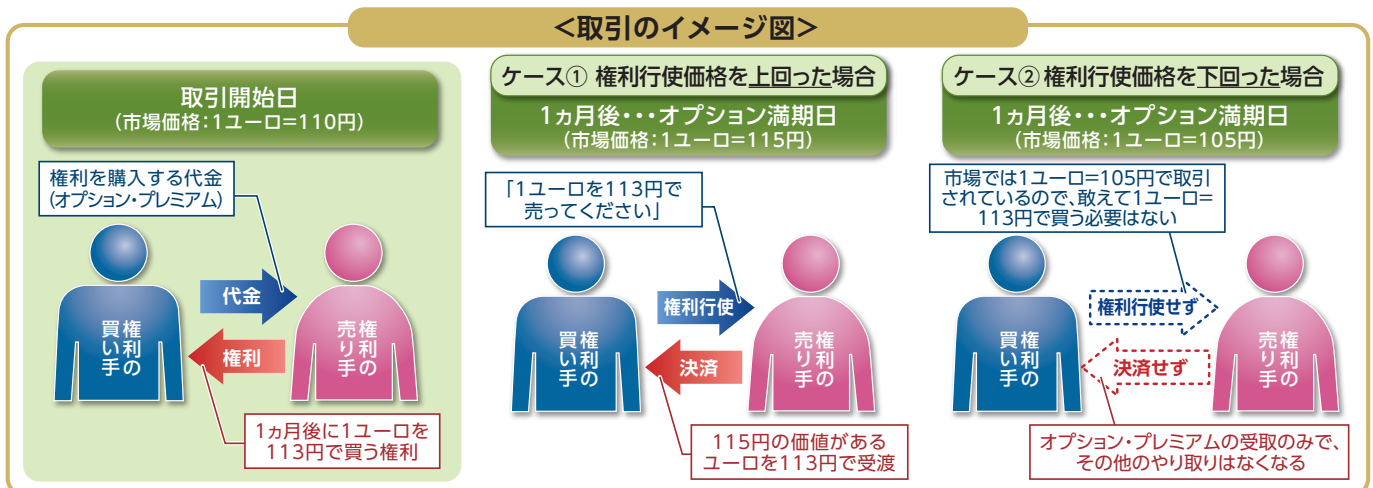 <取引のイメージ図>
取引開始日
(市場価格:1ユーロ=110円)
権利を購入する代金
(オプション・プレミアム)
代金
権利
権利の
買い手
権利の
売り手
1ヵ月後に1ユーロを
113円で買う権利
ケース① 権利行使価格を上回った場合
1ヵ月後・・・オプション満期日
(市場価格:1ユーロ=115円)
「1ユーロを113円で
売ってください」
権利行使
決済
権利の
買い手
権利の
売り手
115円の価値がある
ユーロを113円で受渡
ケース② 権利行使価格を下回った場合
1ヵ月後・・・オプション満期日
(市場価格:1ユーロ=105円)
市場では1ユーロ=105円で取引
されているので、敢えて1ユーロ=
113円で買う必要はない
権利行使せず
決済せず
権利の
買い手
権利の
売り手
オプション・プレミアムの受取のみで、
その他のやり取りはなくなる